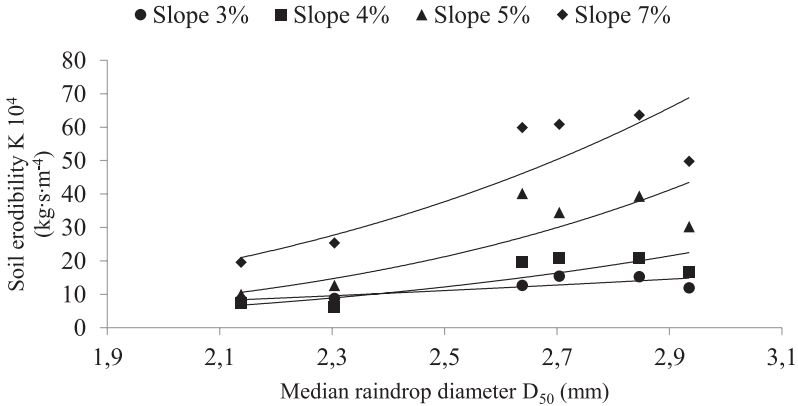 Slope 3% Slope 4% Slope 5% Slope 7%
80
70
60
50
40
30
20
10
0
Soil erodibility K 10⁴
(kg·s·m⁻⁴)
1,9 2,1 2,3 2,5 2,7 2,9 3,1
Median raindrop diameter D₅₀ (mm)